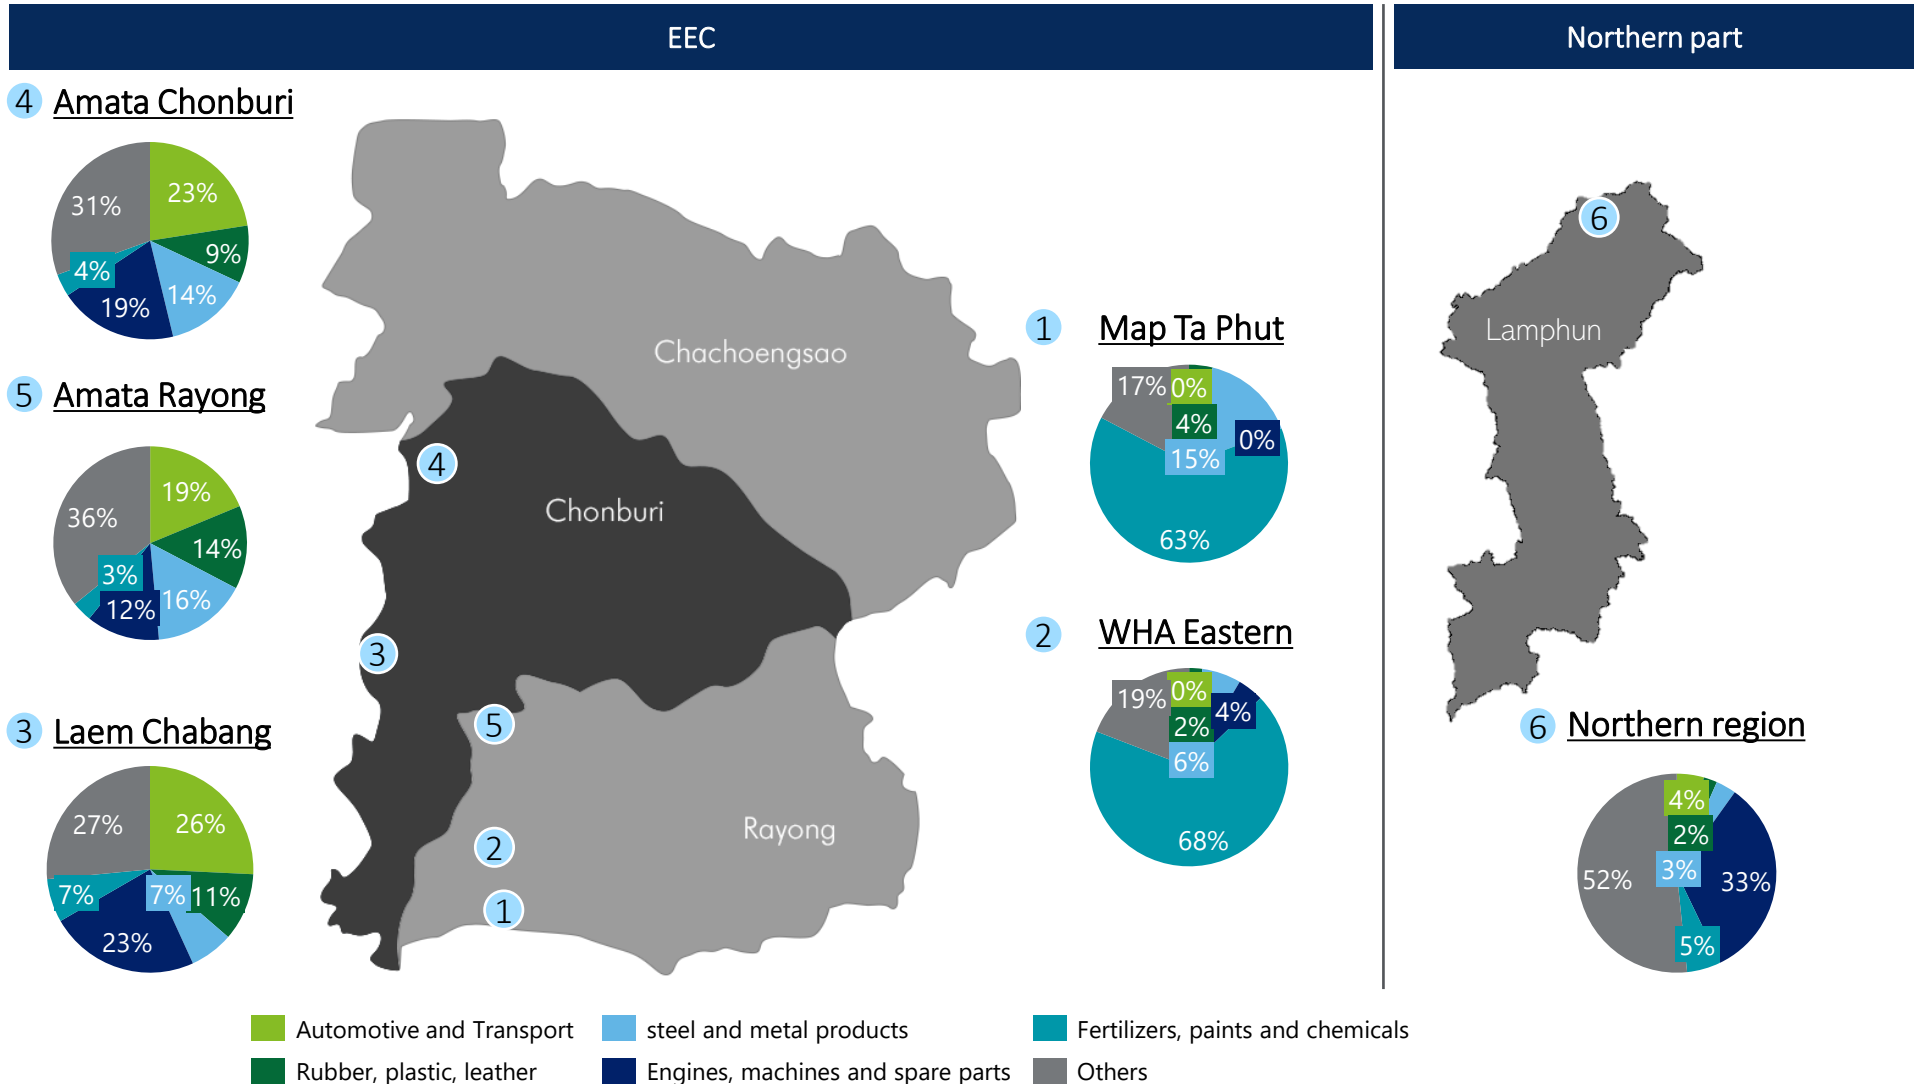 EEC
Northern part
4 Amata Chonburi
23%
9%
14%
19%
4%
31%
5 Amata Rayong
19%
14%
16%
12%
3%
36%
3 Laem Chabang
26%
11%
7%
23%
7%
27%
Chachoengsao
Chonburi
Rayong
4
3
5
2
1
1 Map Ta Phut
17%
0%
4%
15%
0%
63%
2 WHA Eastern
19%
0%
2%
6%
4%
68%
6
Lamphun
6 Northern region
4%
2%
3%
33%
5%
52%
Automotive and Transport
steel and metal products
Fertilizers, paints and chemicals
Rubber, plastic, leather
Engines, machines and spare parts
Others